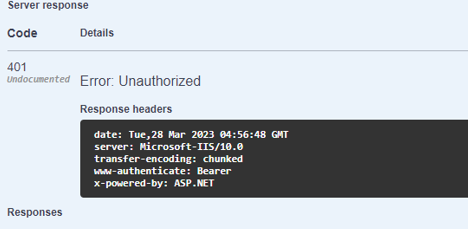 Server response
Code Details
401
Undocumented
Error: Unauthorized
Response headers
date: Tue,28 Mar 2023 04:56:48 GMT
server: Microsoft-IIS/10.0
transfer-encoding: chunked
www-authenticate: Bearer
x-powered-by: ASP.NET
Responses